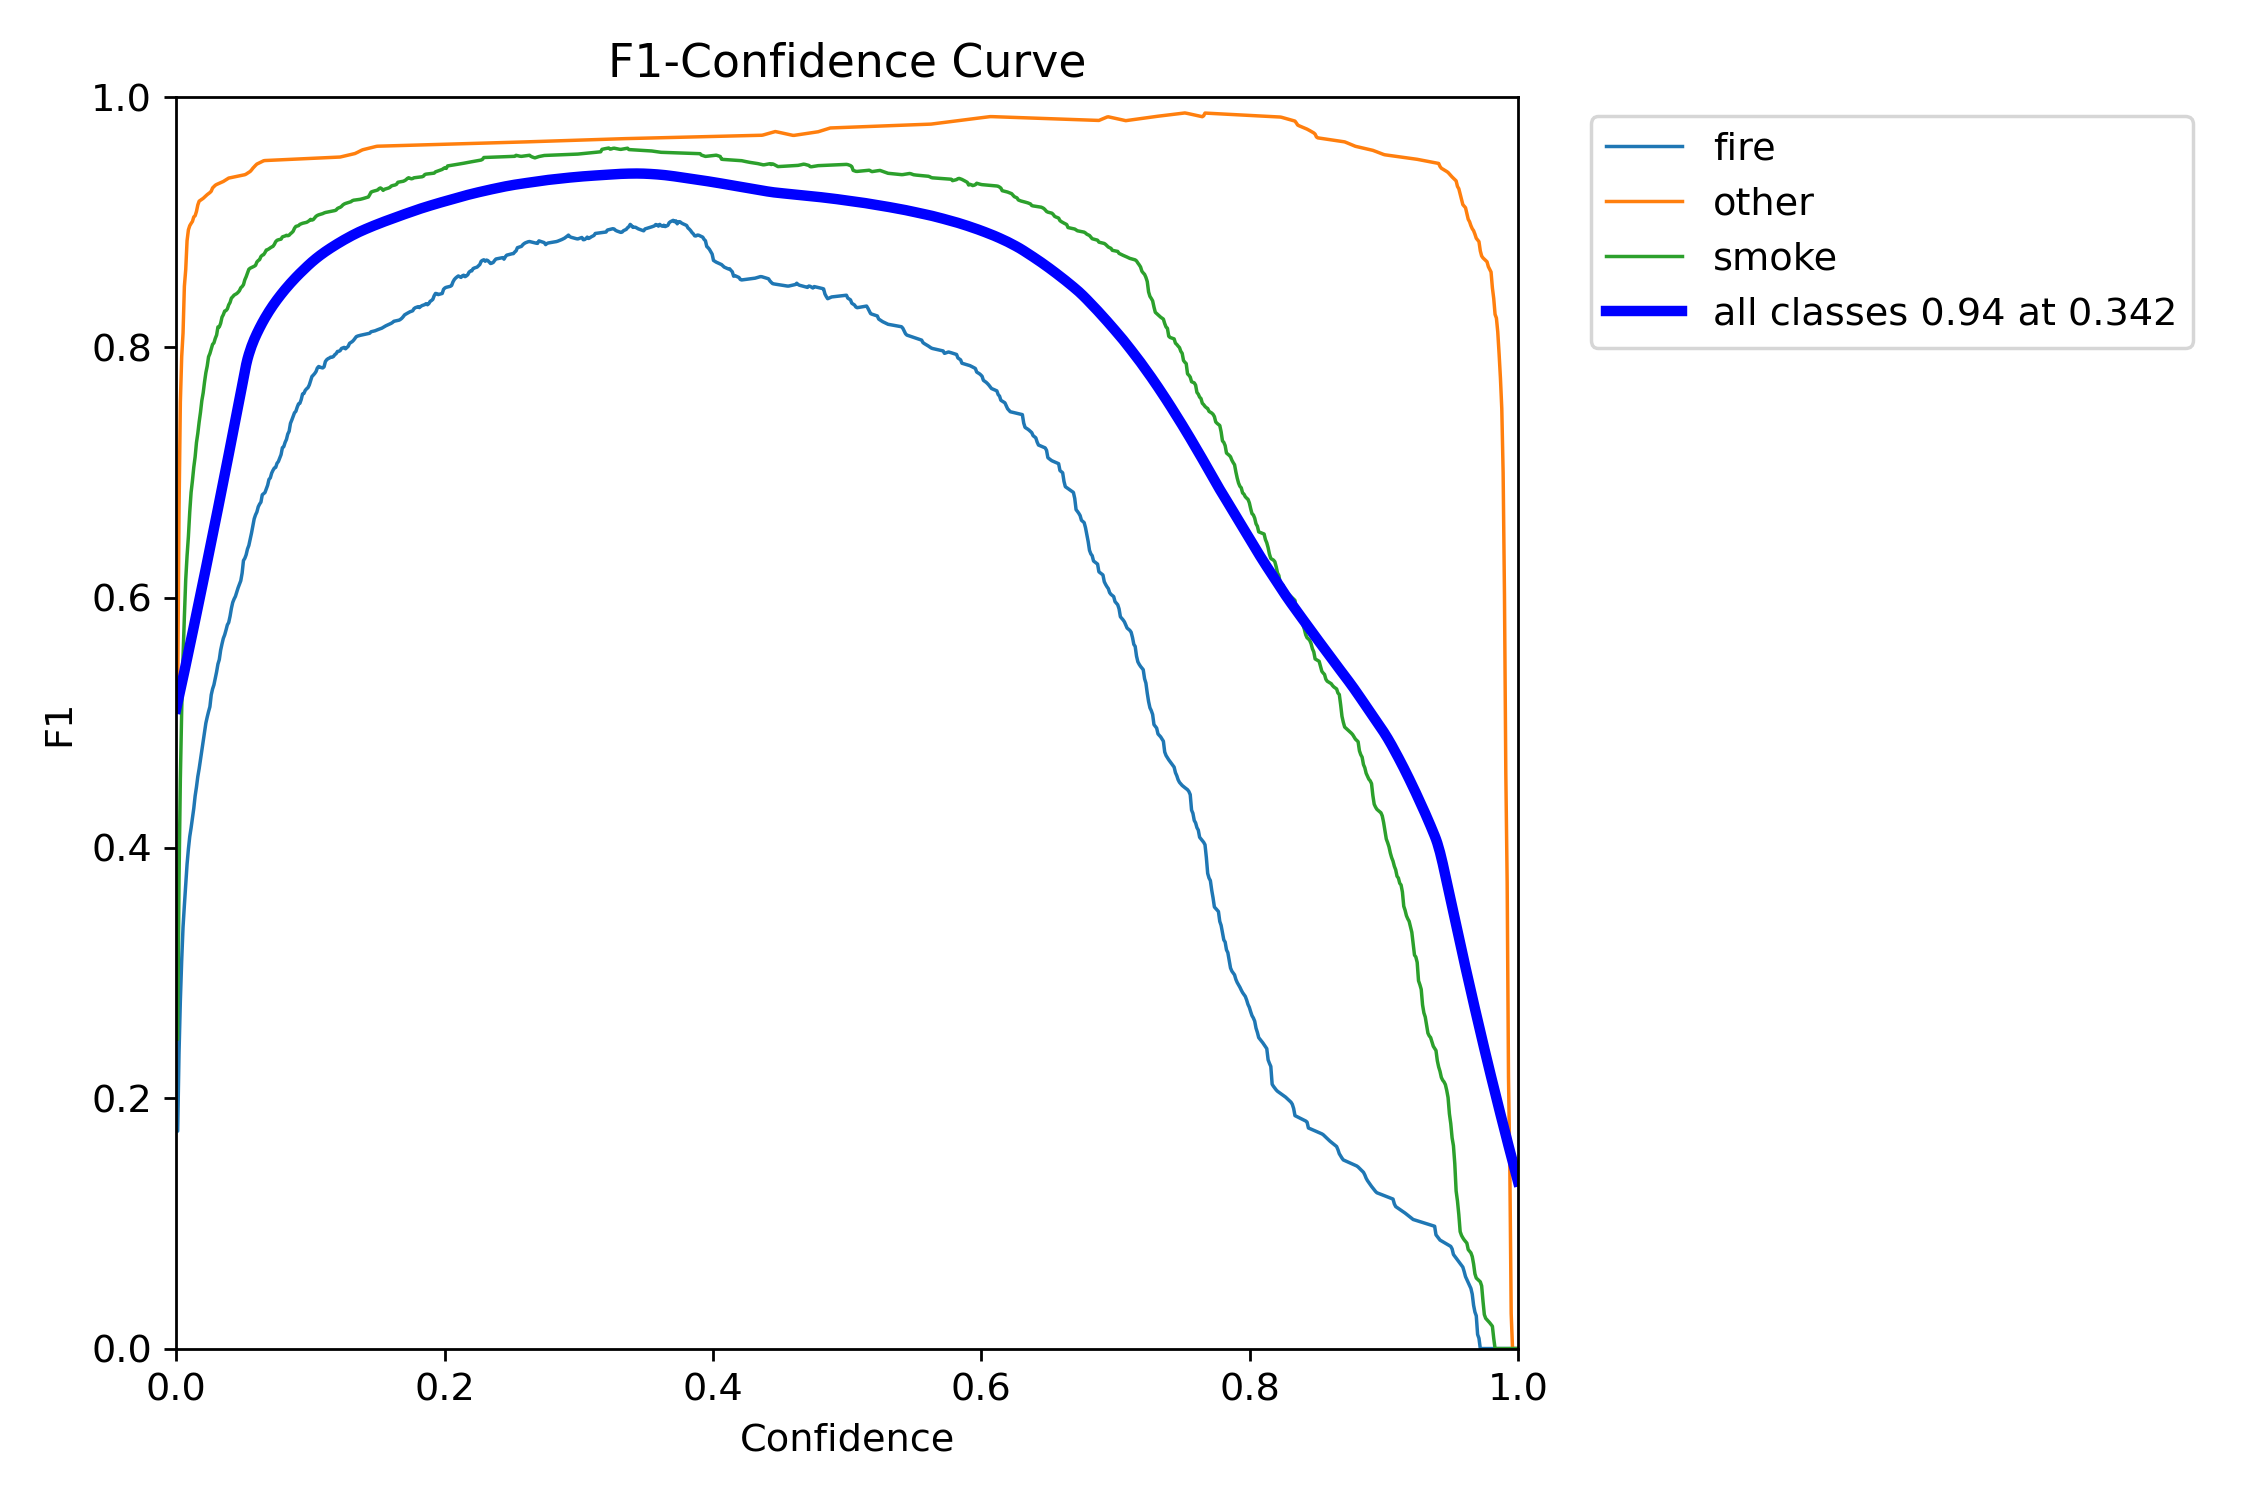 F1-Confidence Curve
1.0
0.8
0.6
0.4
0.2
0.0
F1
0.0 0.2 0.4 0.6 0.8 1.0
Confidence
fire
other
smoke
all classes 0.94 at 0.342